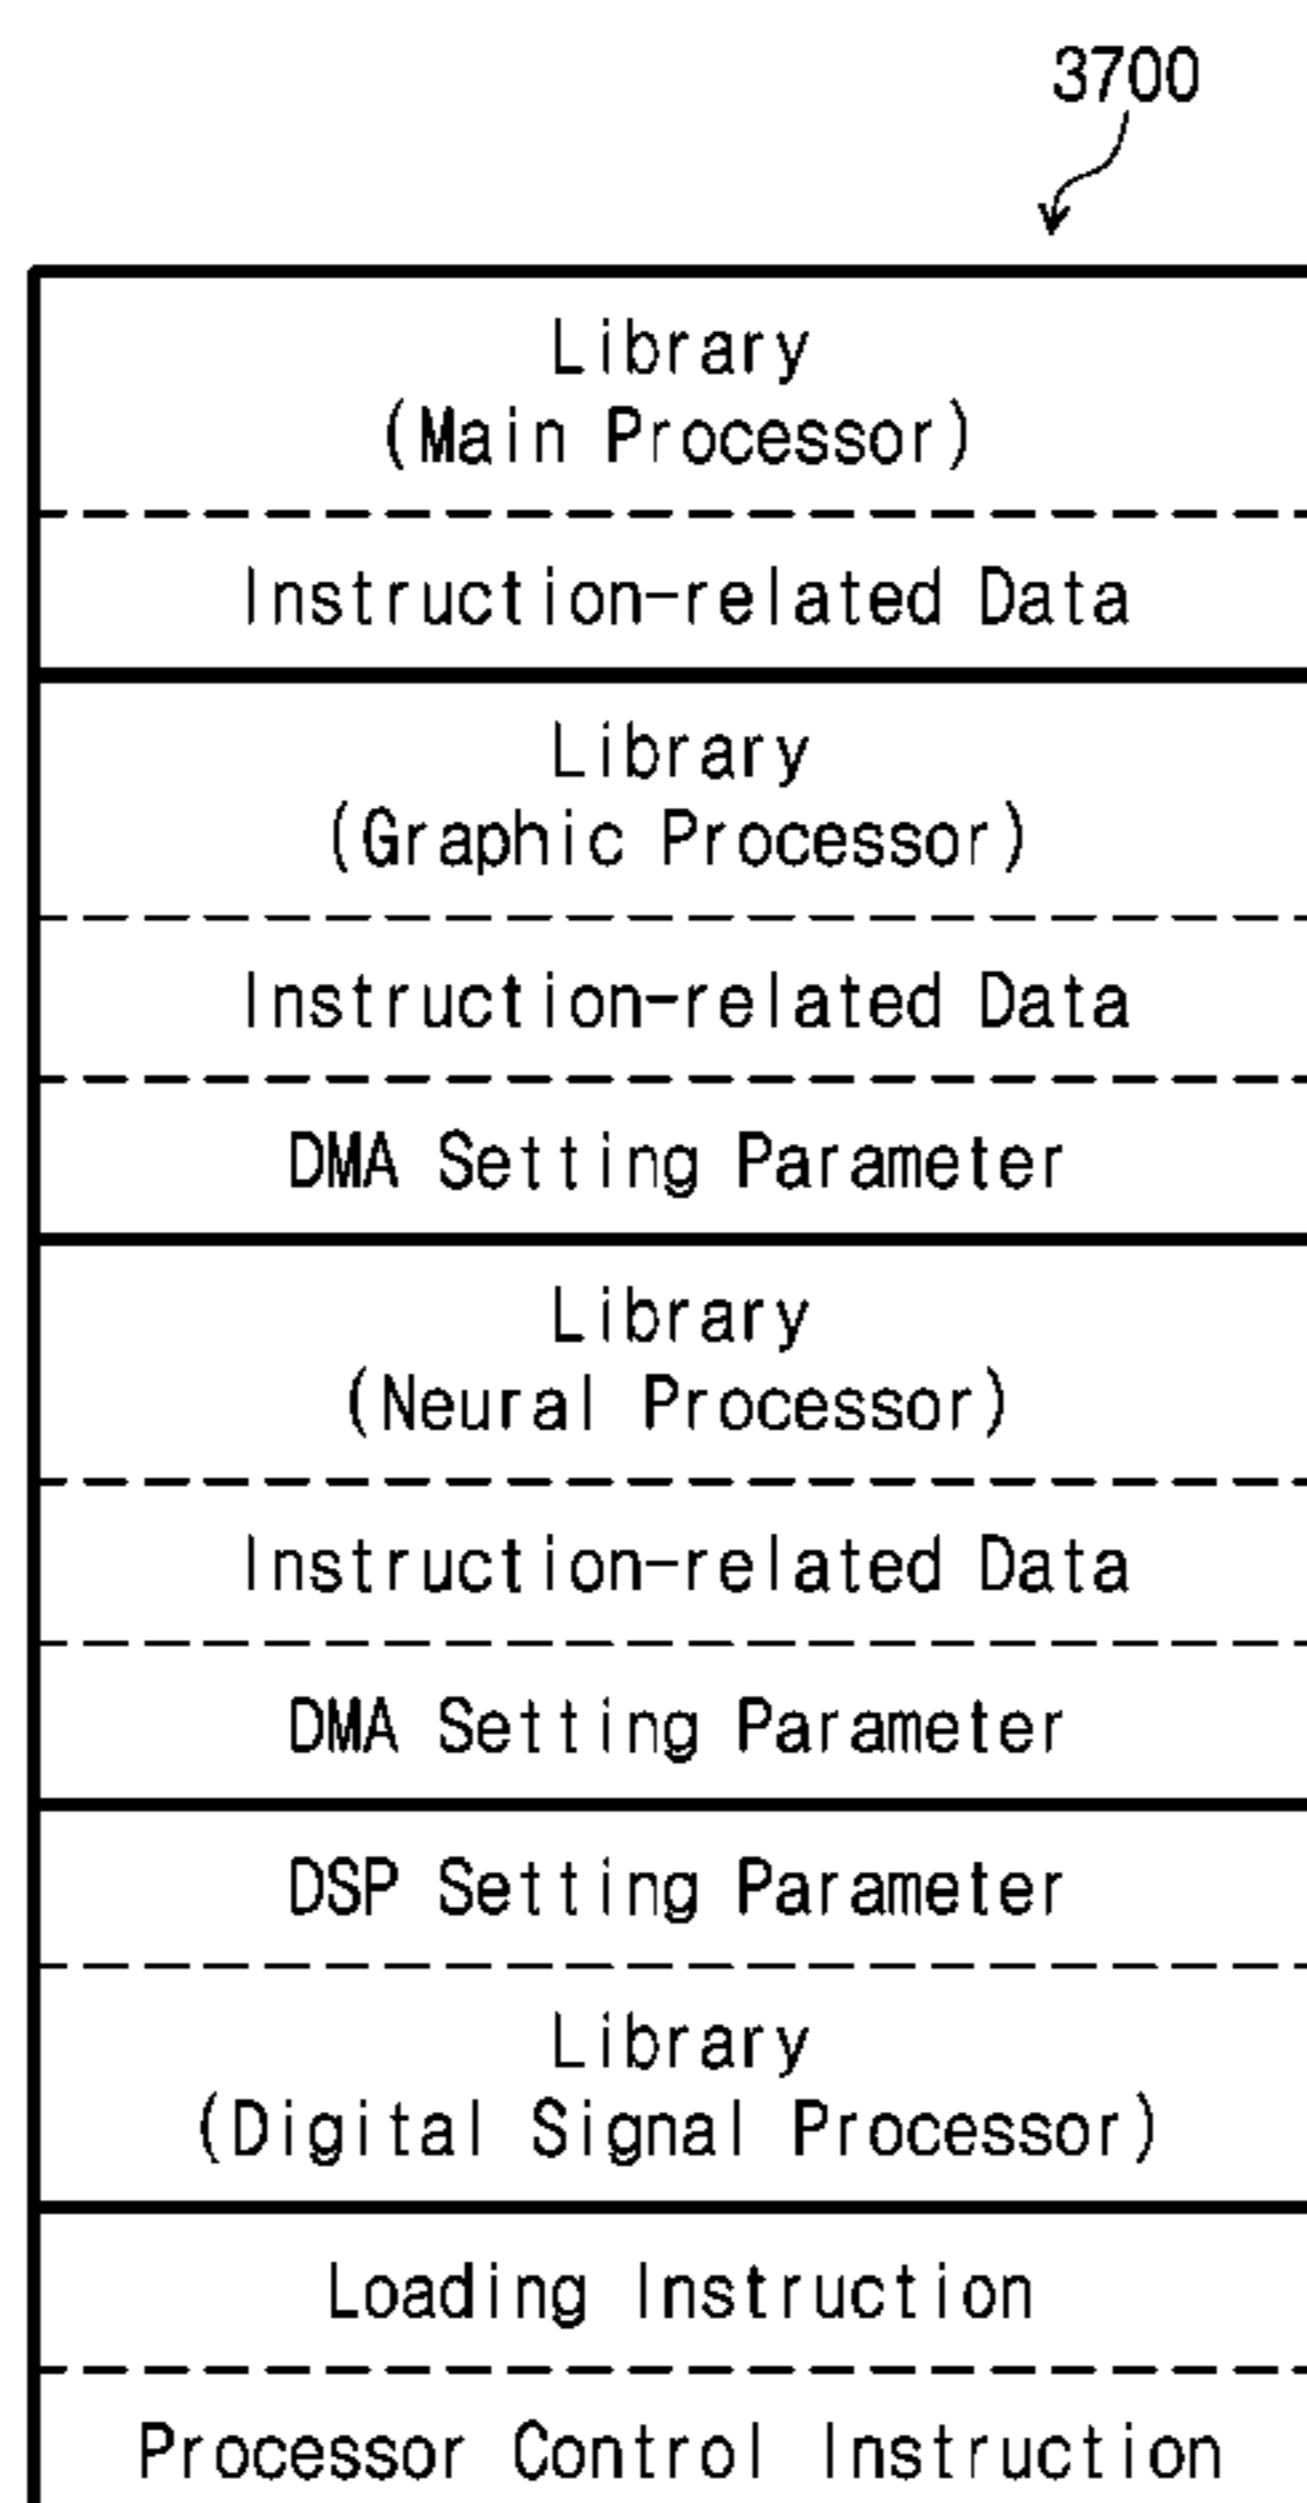 3700
Library
(Main Processor)
Instruction-related Data
Library
(Graphic Processor)
Instruction-related Data
DMA Setting Parameter
Library
(Neural Processor)
Instruction-related Data
DMA Setting Parameter
DSP Setting Parameter
Library
(Digital Signal Processor)
Loading Instruction
Processor Control Instruction